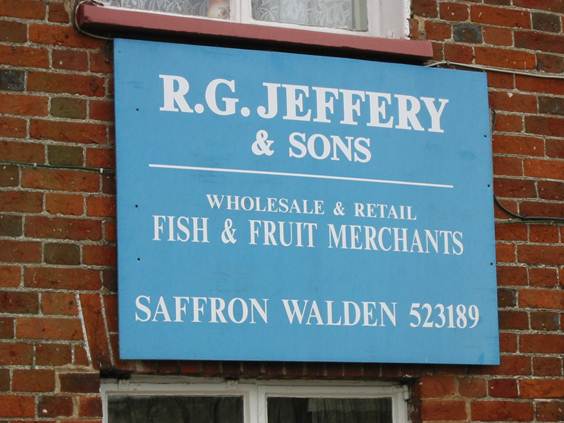 R.G. JEFFERY
& SONS
WHOLESALE & RETAIL
FISH & FRUIT MERCHANTS
SAFFRON WALDEN 523189